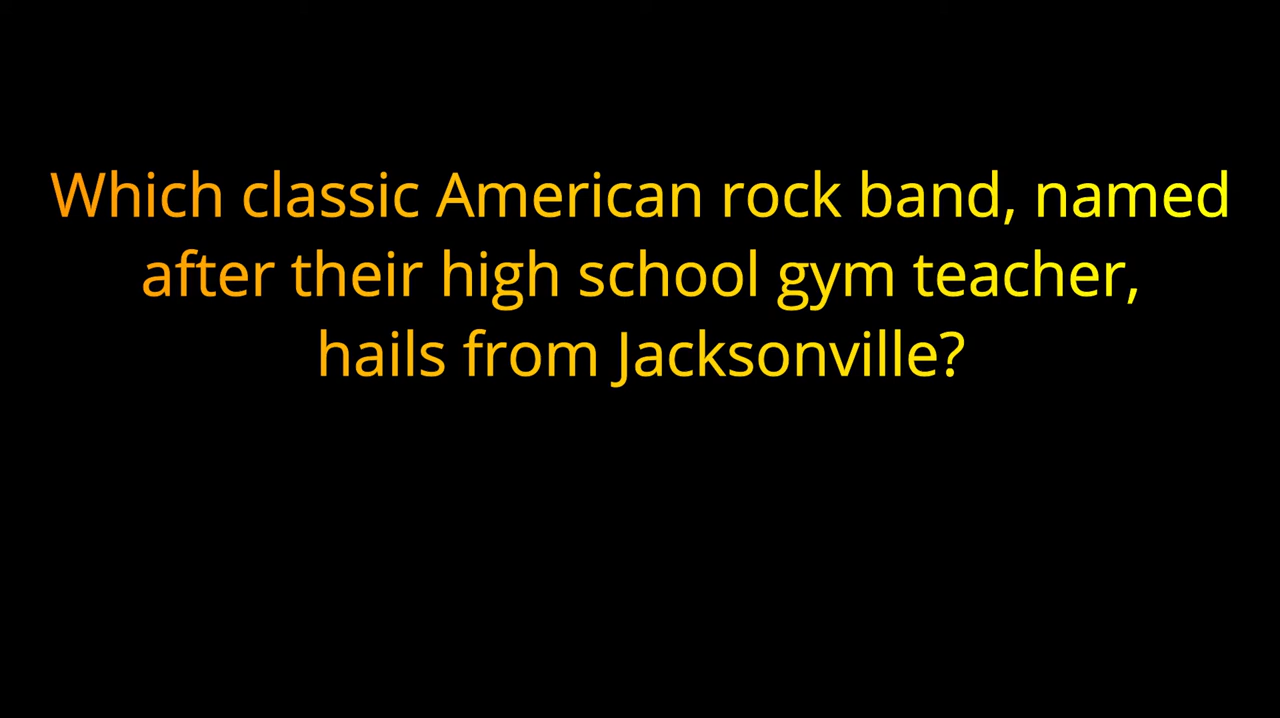 Which classic American rock band, named
after their high school gym teacher,
hails from Jacksonville?